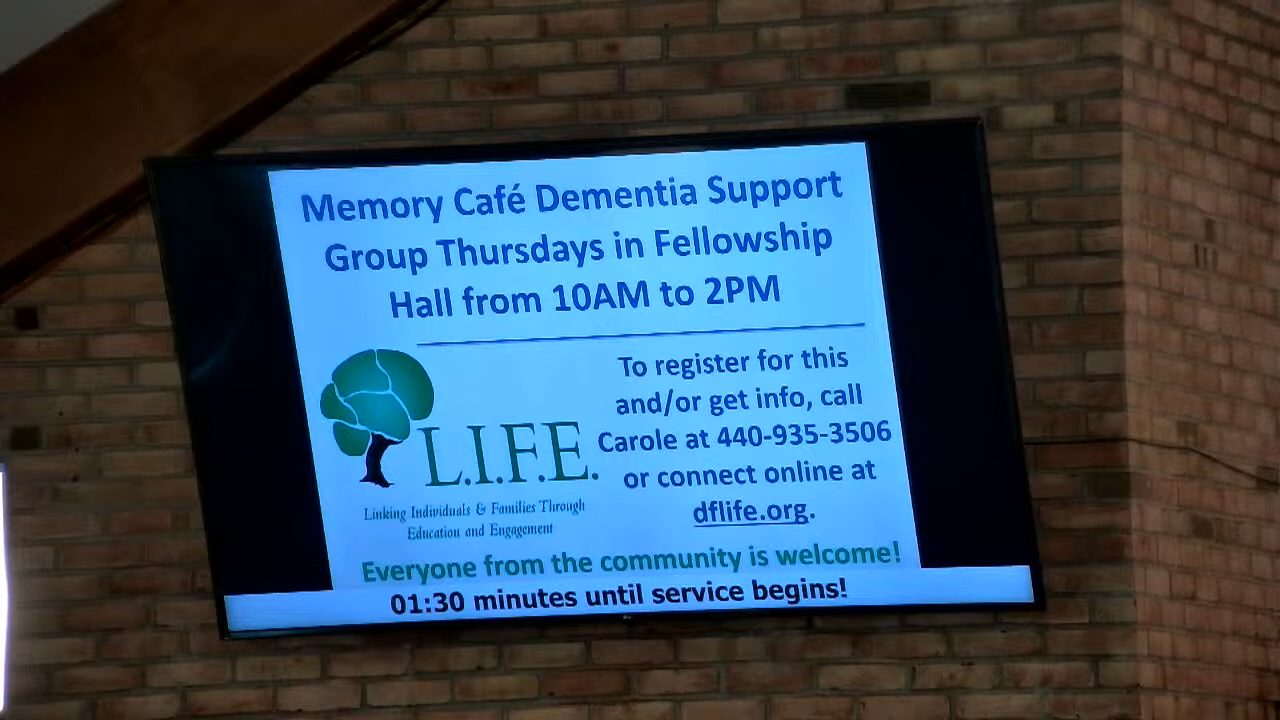 Memory Café Dementia Support
Group Thursdays in Fellowship
Hall from 10AM to 2PM
L.I.F.E.
Linking Individuals & Families Through
Education and Engagement
To register for this
and/or get info, call
Carole at 440-935-3506
or connect online at
dflife.org.
Everyone from the community is welcome!
01:30 minutes until service begins!